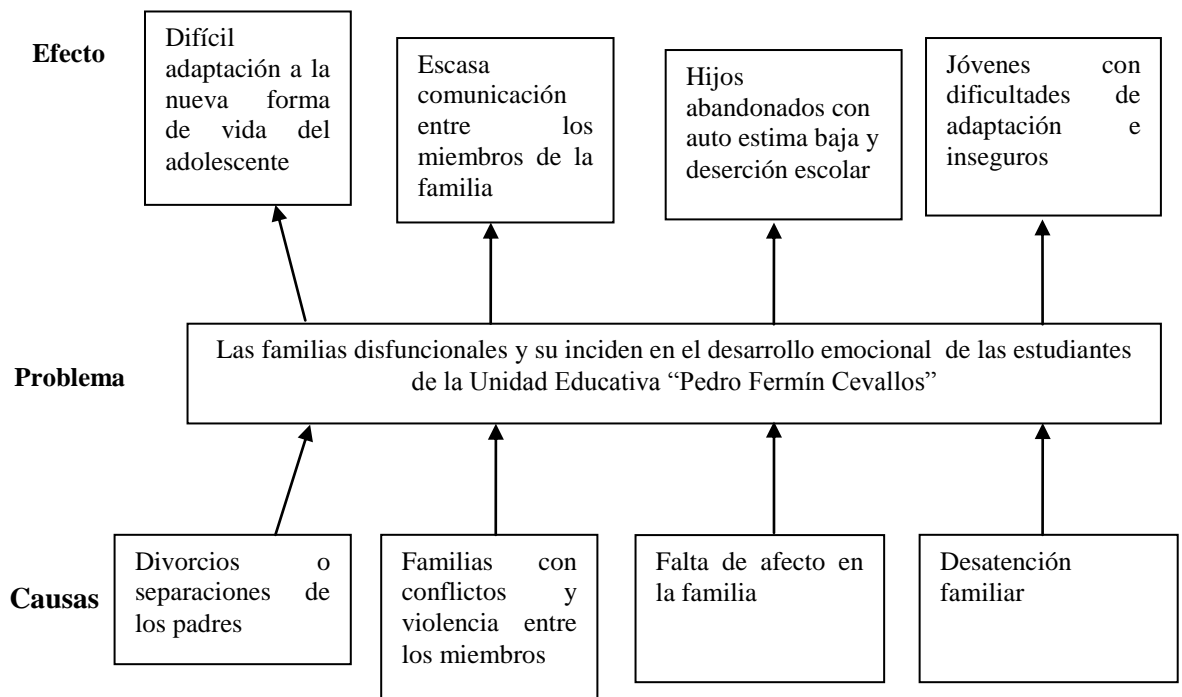 Efecto
Difícil
adaptación a la
nueva forma
de vida del
adolescente
Escasa
comunicación
entre los
miembros de la
familia
Hijos
abandonados con
auto estima baja y
deserción escolar
Jóvenes con
dificultades de
adaptación e
inseguros
Problema
Las familias disfuncionales y su inciden en el desarrollo emocional de las estudiantes
de la Unidad Educativa “Pedro Fermín Cevallos”
Causas
Divorcios o
separaciones de
los padres
Familias con
conflictos y
violencia entre
los miembros
Falta de afecto en
la familia
Desatención
familiar